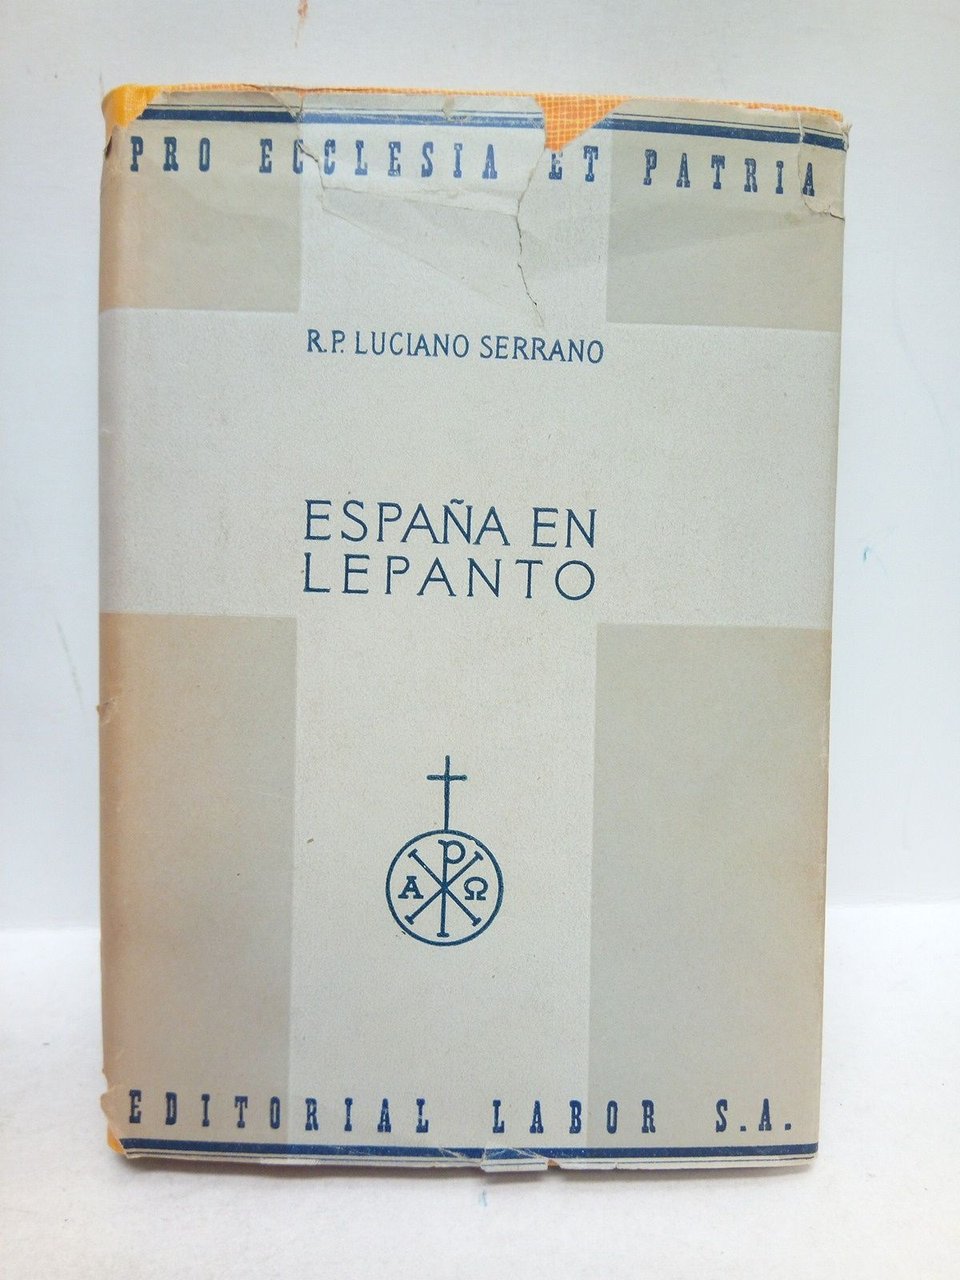 PRO ECCLESIA ET PATRIA
R.P. LUCIANO SERRANO
ESPAÑA EN
LEPANTO
Α Ρ Ω
EDITORIAL LABOR S.A.